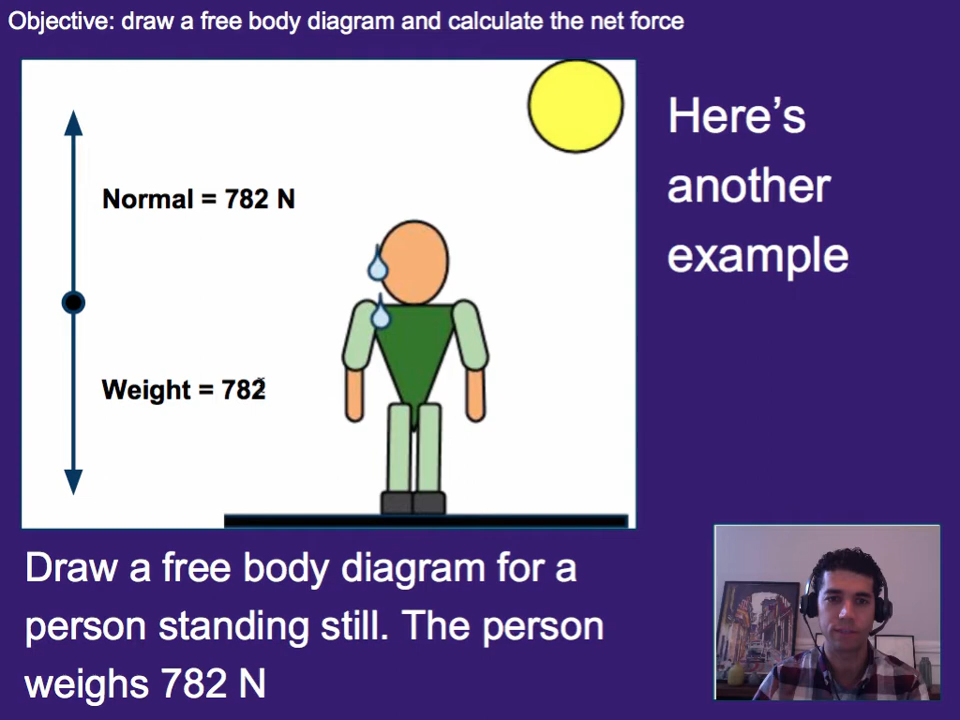 Objective: draw a free body diagram and calculate the net force
Normal = 782 N
Weight = 782
Here's
another
example
Draw a free body diagram for a
person standing still. The person
weighs 782 N